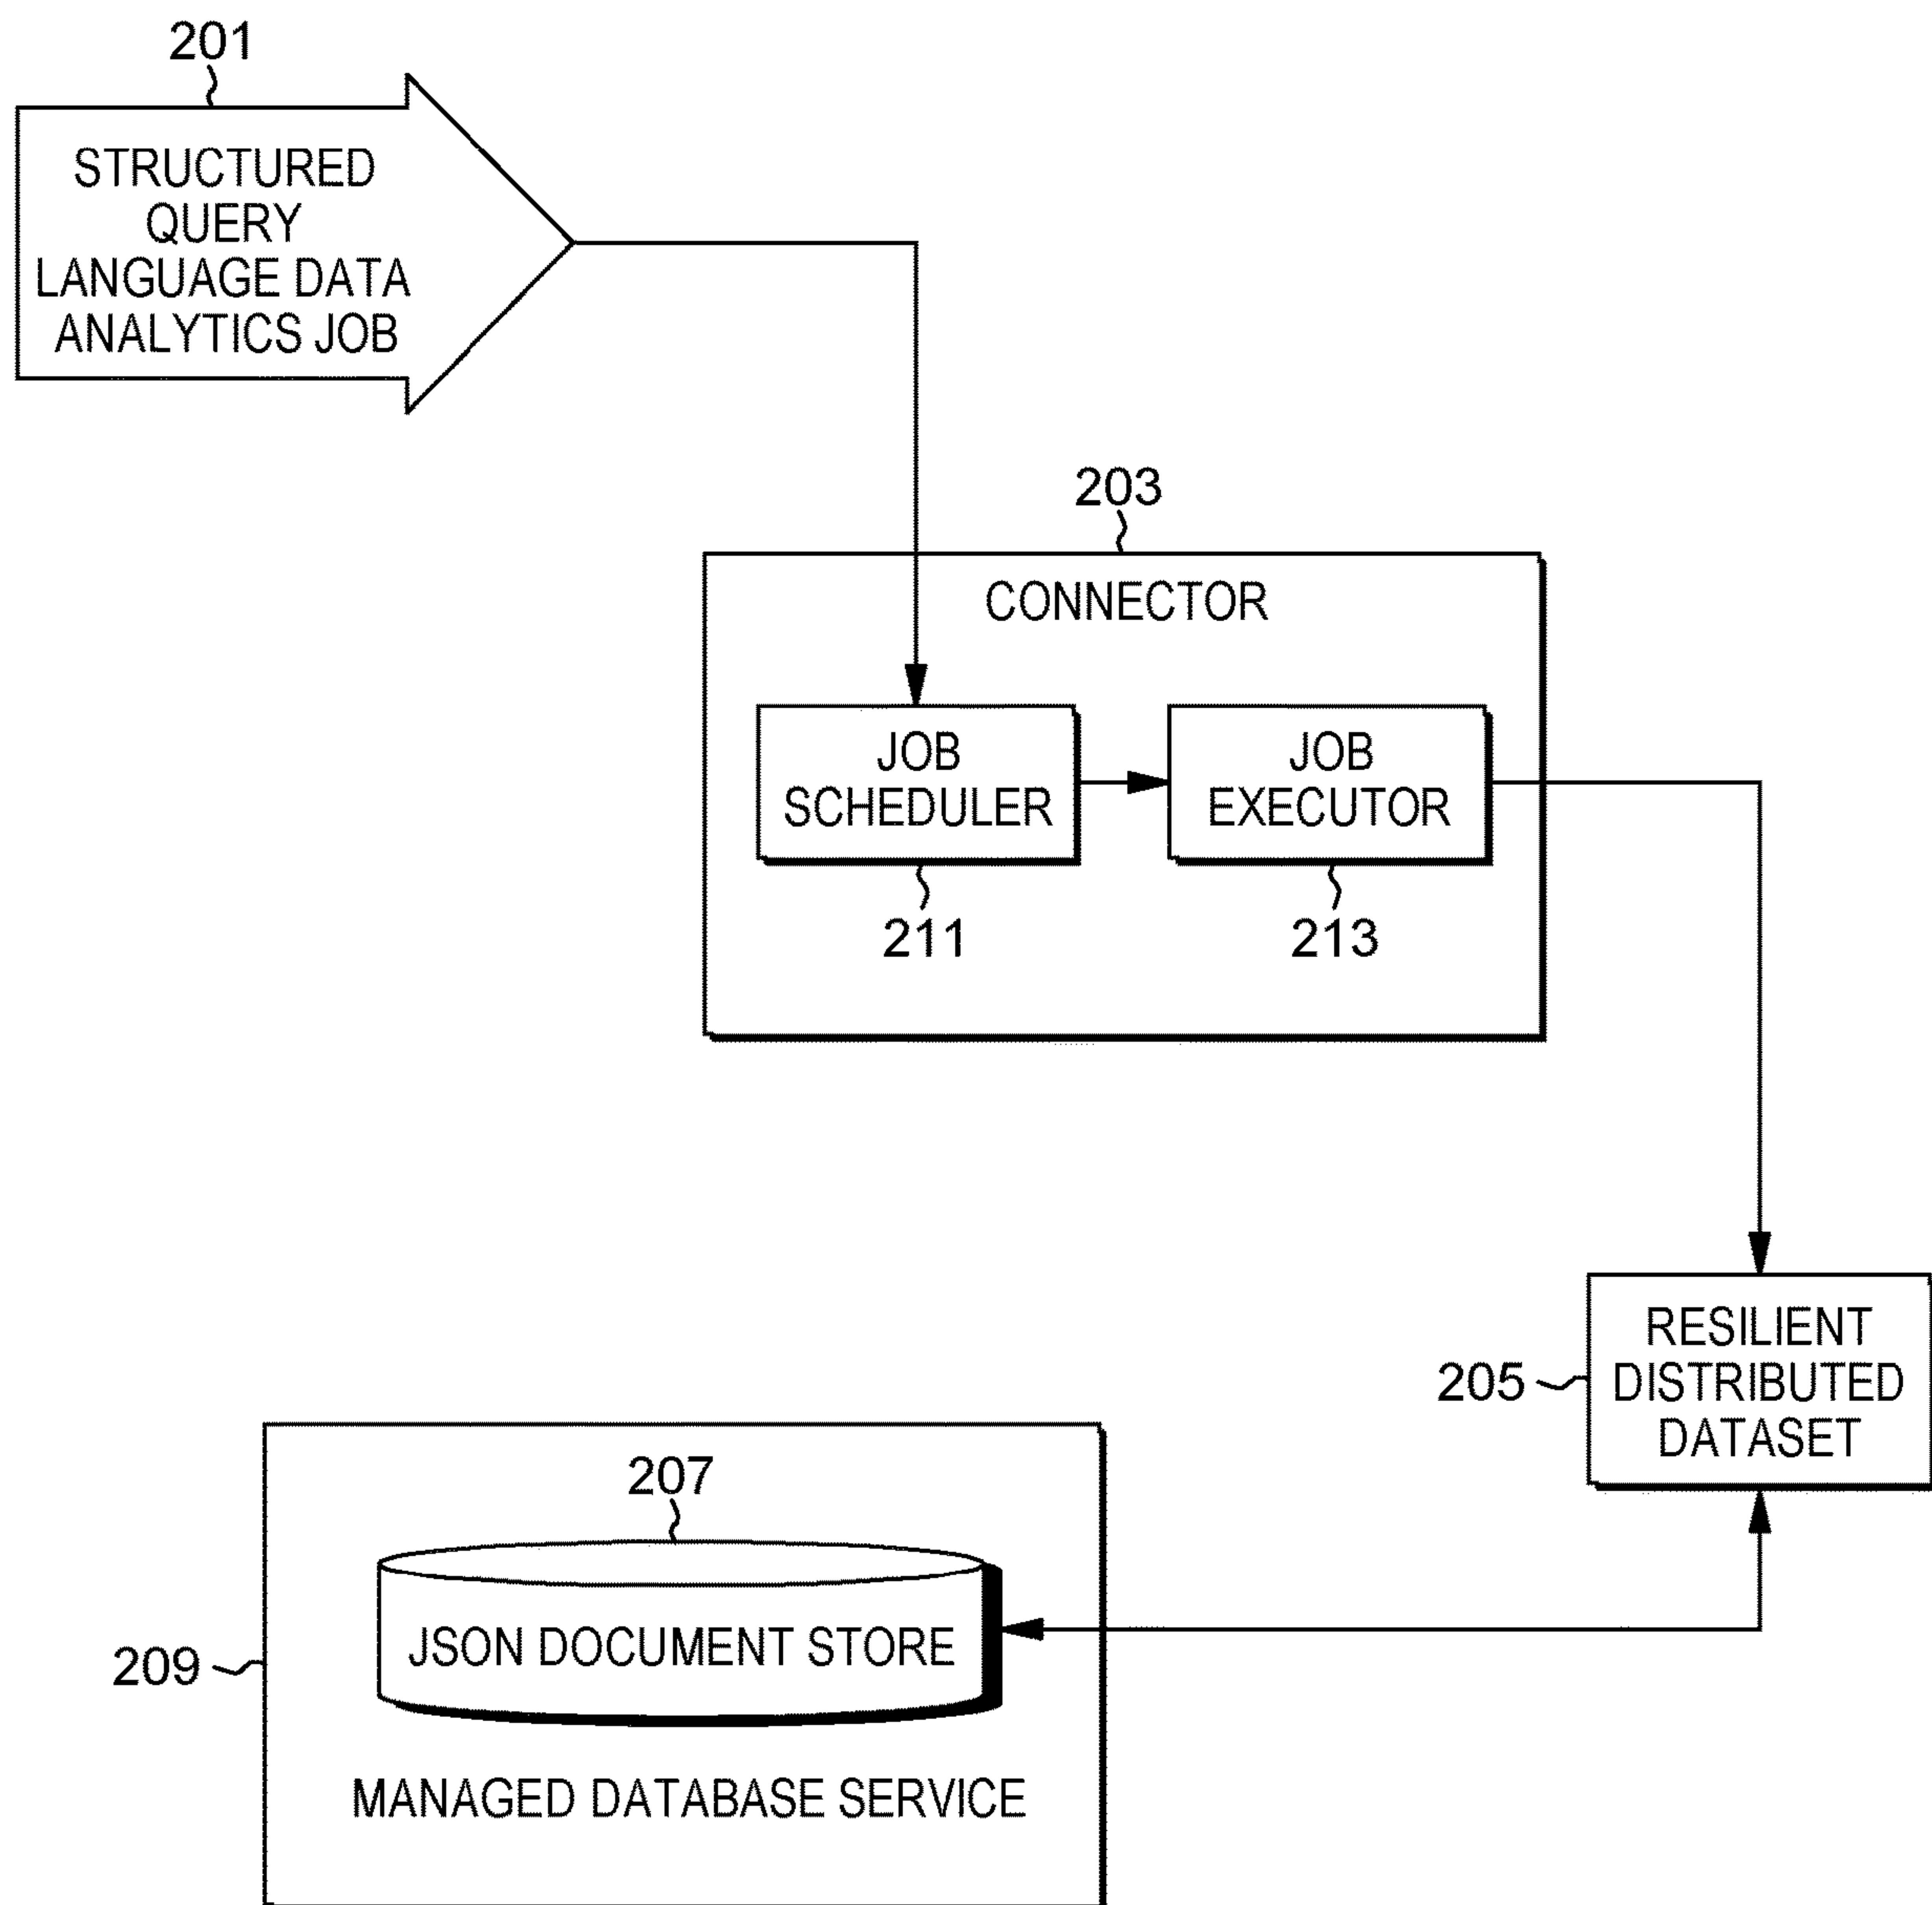 201
STRUCTURED
QUERY
LANGUAGE DATA
ANALYTICS JOB
203
CONNECTOR
JOB
SCHEDULER
JOB
EXECUTOR
211
213
RESILIENT
DISTRIBUTED
DATASET
205
207
JSON DOCUMENT STORE
209
MANAGED DATABASE SERVICE